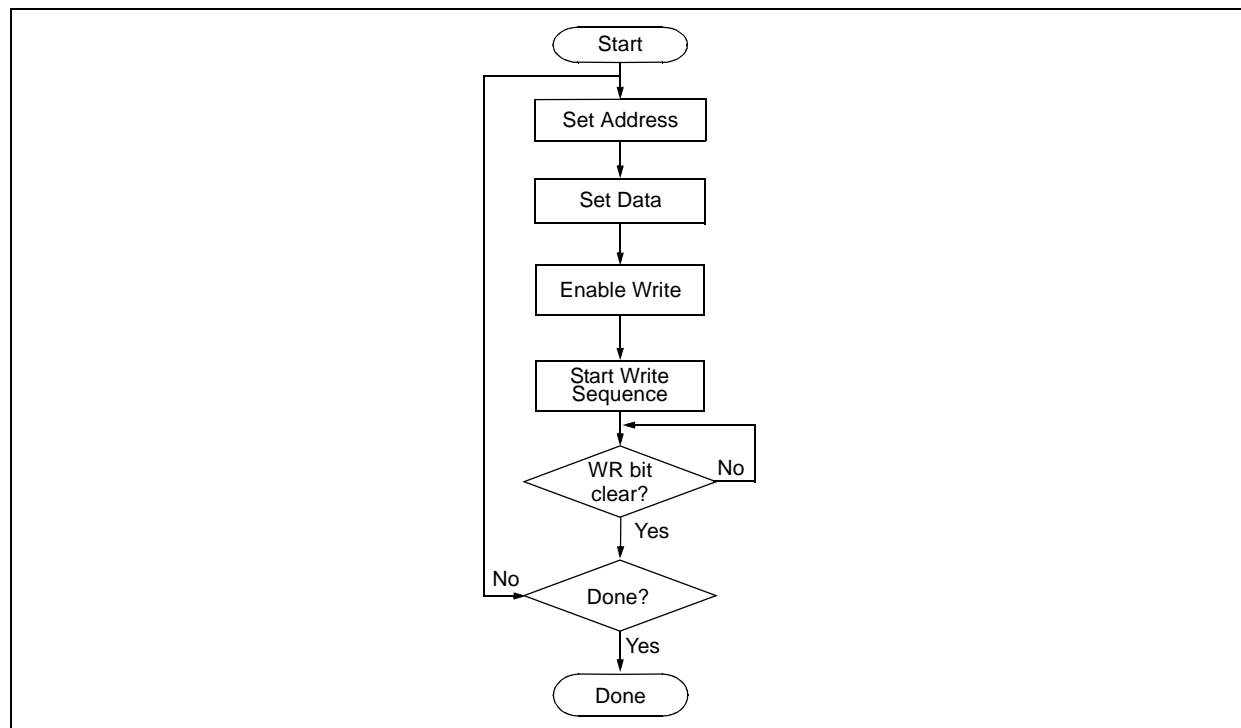 Start
Set Address
Set Data
Enable Write
Start Write
Sequence
WR bit
clear?
No
Yes
No
Done?
Yes
Done